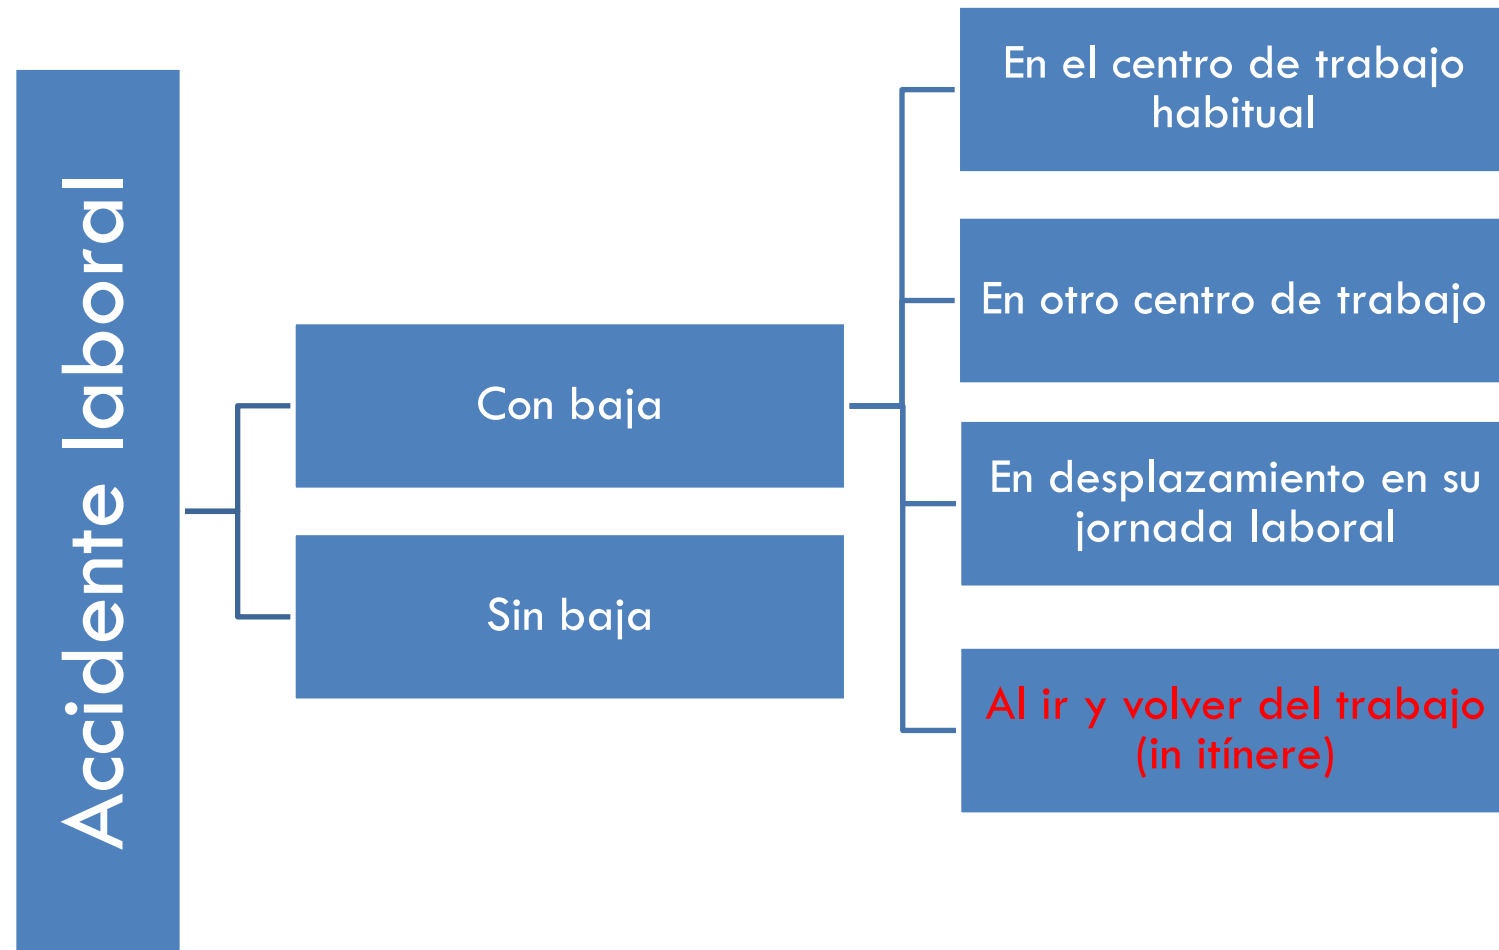 Accidente laboral
Con baja
Sin baja
En el centro de trabajo
habitual
En otro centro de trabajo
En desplazamiento en su
jornada laboral
Al ir y volver del trabajo
(in itínere)